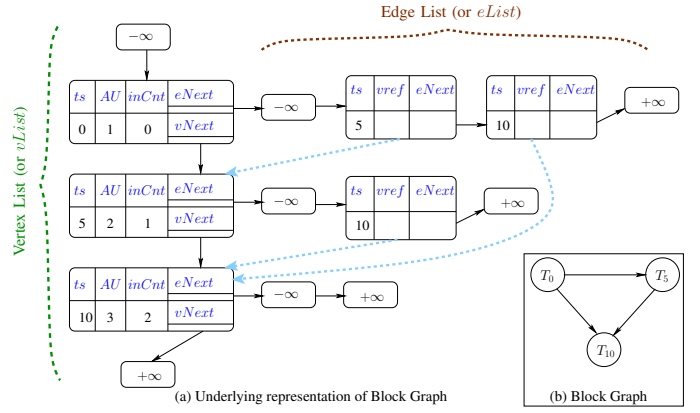 Edge List (or eList)
Vertex List (or vList)
−∞
ts AU inCnt eNext
0 1 0 vNext
−∞
ts vref eNext
5
ts vref eNext
10
+∞
ts AU inCnt eNext
5 2 1 vNext
−∞
ts vref eNext
10
+∞
ts AU inCnt eNext
10 3 2 vNext
−∞
+∞
+∞
T0
T5
T10
(a) Underlying representation of Block Graph
(b) Block Graph